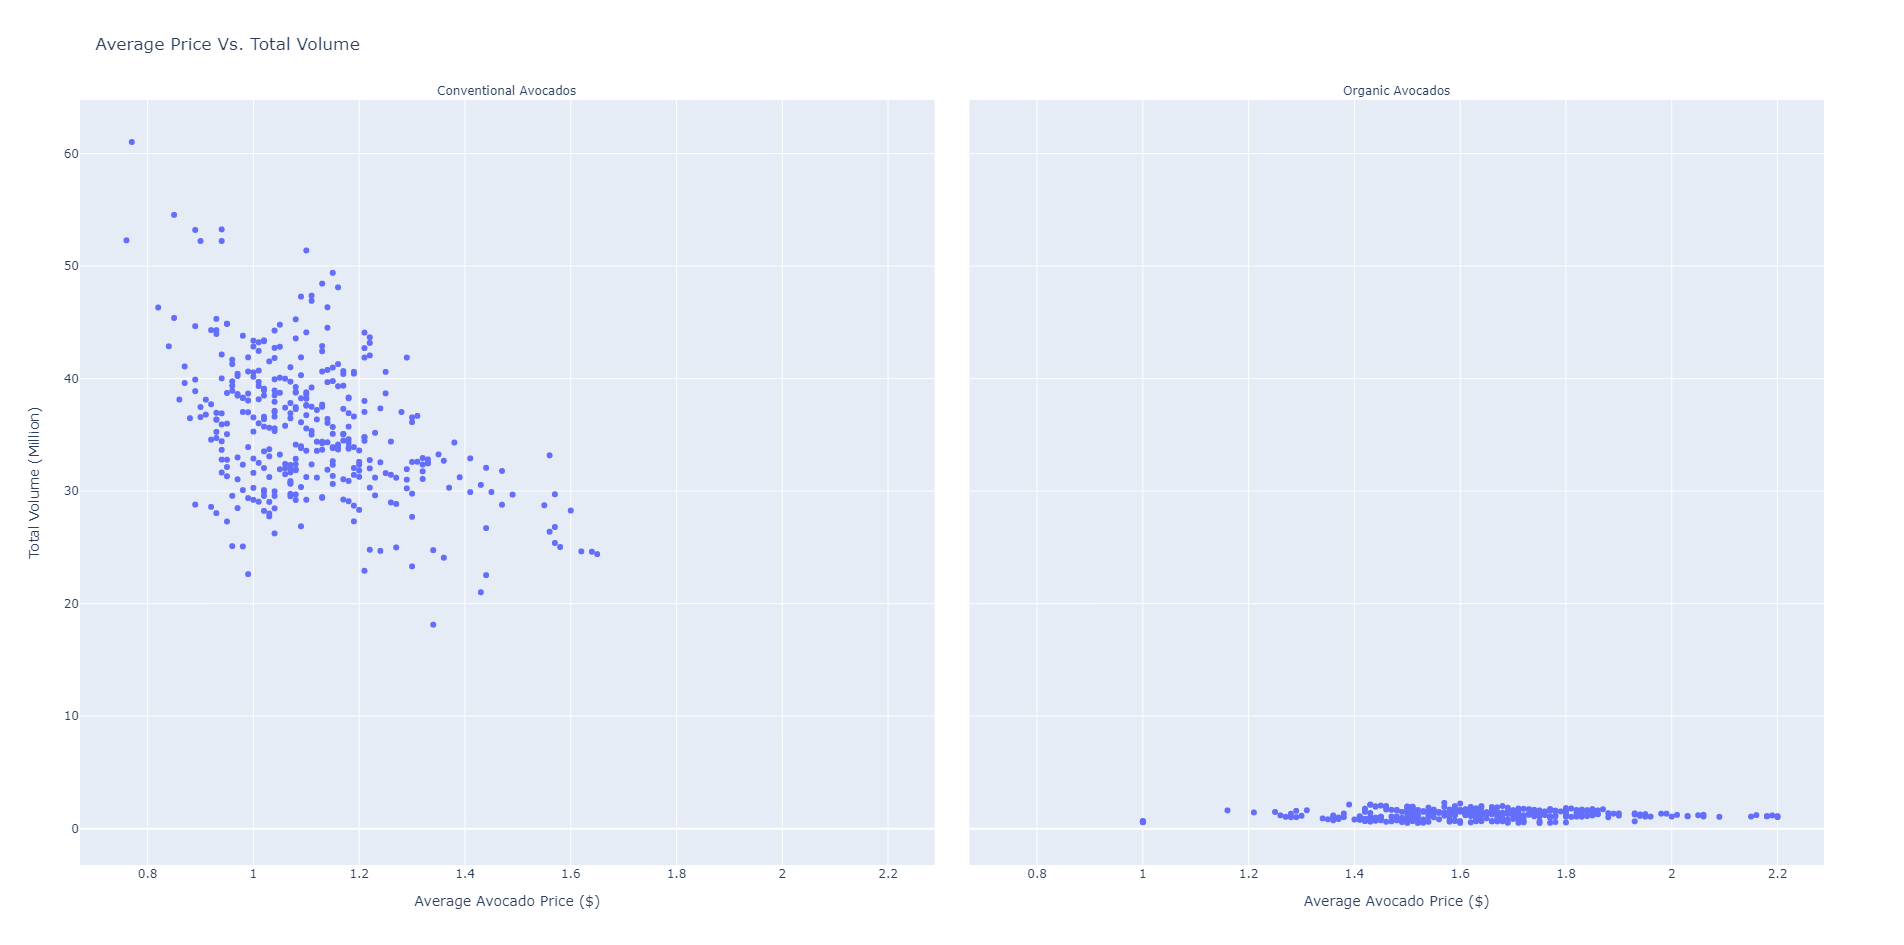 Average Price Vs. Total Volume
Conventional Avocados
Organic Avocados
60
50
40
30
20
10
0
Total Volume (Million)
0.8 1 1.2 1.4 1.6 1.8 2 2.2
0.8 1 1.2 1.4 1.6 1.8 2 2.2
Average Avocado Price ($)
Average Avocado Price ($)